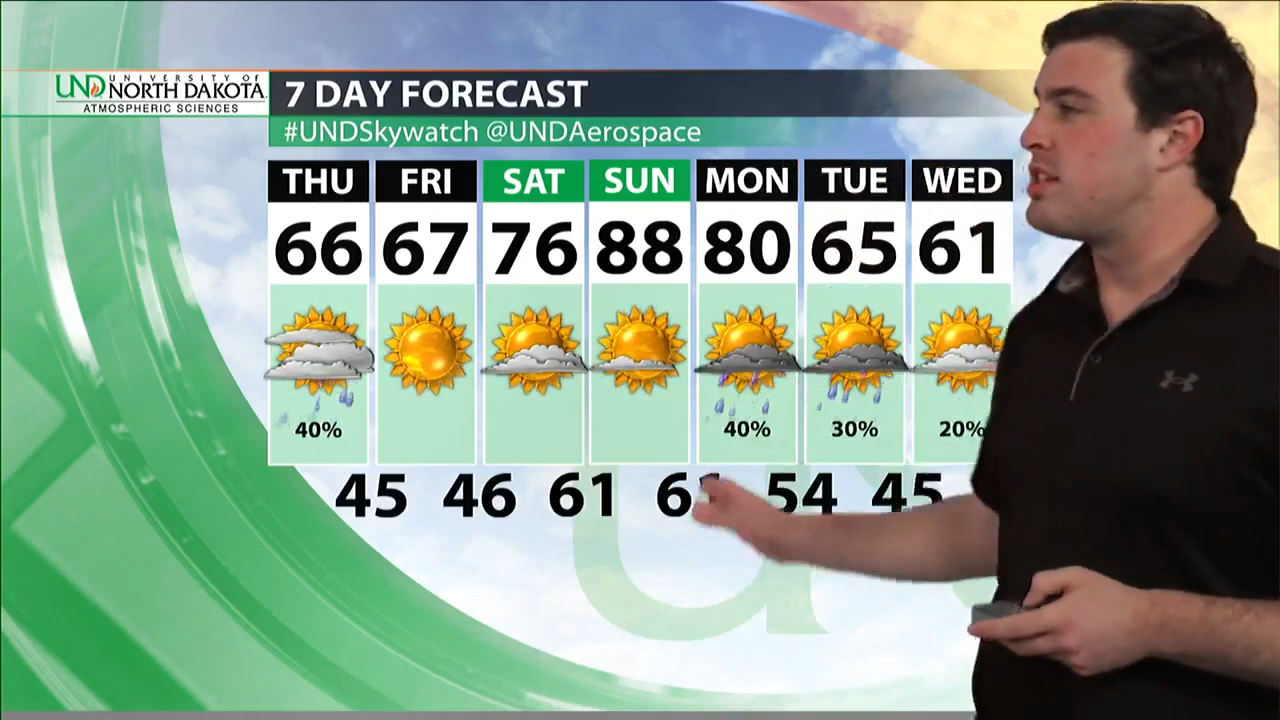 UND UNIVERSITY OF
NORTH DAKOTA
ATMOSPHERIC SCIENCES
7 DAY FORECAST
#UNDSkywatch @UNDAerospace
THU FRI SAT SUN MON TUE WED
66 67 76 88 80 65 61
40% 40% 30% 20%
45 46 61 54 45